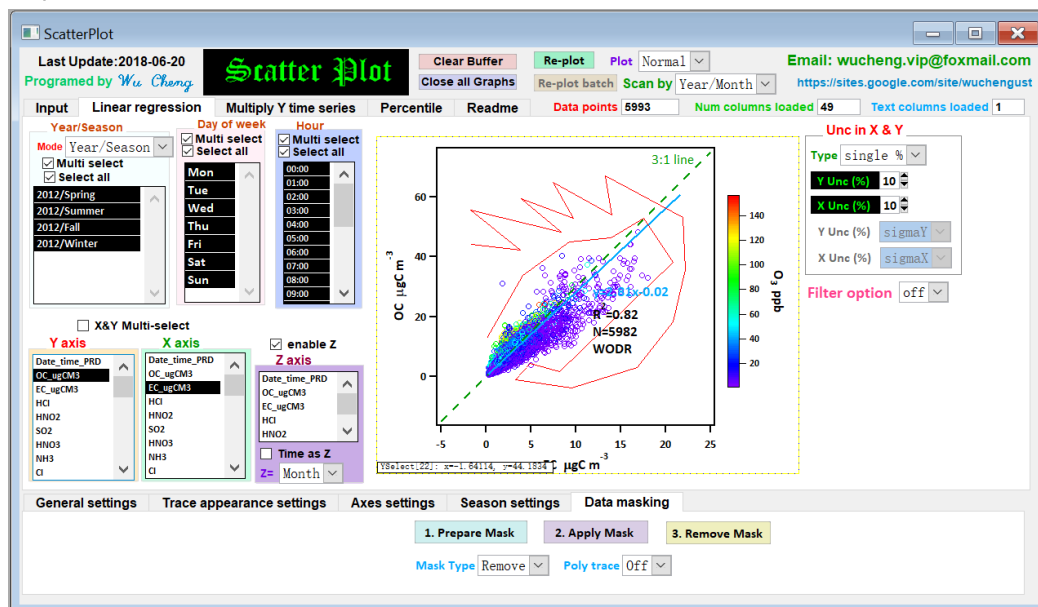 ScatterPlot
Last Update:2018-06-20
Programed by Wu Cheng
Scatter Plot
Clear Buffer
Close all Graphs
Re-plot
Plot Normal
Re-plot batch
Scan by Year/Month
Email: wucheng.vip@foxmail.com
https://sites.google.com/site/wuchengust
Input Linear regression Multiply Y time series Percentile Readme
Data points 5993
Num columns loaded 49
Text columns loaded 1
Year/Season
Mode Year/Season
Multi select
Select all
2012/Spring
2012/Summer
2012/Fall
2012/Winter
Day of week
Multi select
Select all
Mon
Tue
Wed
Thu
Fri
Sat
Sun
Hour
Multi select
Select all
00:00
01:00
02:00
03:00
04:00
05:00
06:00
07:00
08:00
09:00
X&Y Multi-select
Y axis
Date_time_PRD
OC_ugCM3
EC_ugCM3
HCl
HNO2
SO2
HNO3
NH3
Cl
X axis
Date_time_PRD
OC_ugCM3
EC_ugCM3
HCl
HNO2
SO2
HNO3
NH3
Cl
enable Z
Z axis
Date_time_PRD
OC_ugCM3
EC_ugCM3
HCl
HNO2
Time as Z
Z= Month
3:1 line
60
40
20
0
OC μgC m-3
R2=0.82
N=5982
WODR
-5 0 5 10 15 20 25
YSelect[22]: x=-1.64114, y=44.1834
μgC m-3
140
120
100
80
60
40
20
O3 ppb
Unc in X & Y
Type single %
Y Unc (%) 10
X Unc (%) 10
Y Unc (%) sigmaY
X Unc (%) sigmaX
Filter option off
General settings Trace appearance settings Axes settings Season settings Data masking
1. Prepare Mask
2. Apply Mask
3. Remove Mask
Mask Type Remove
Poly trace Off